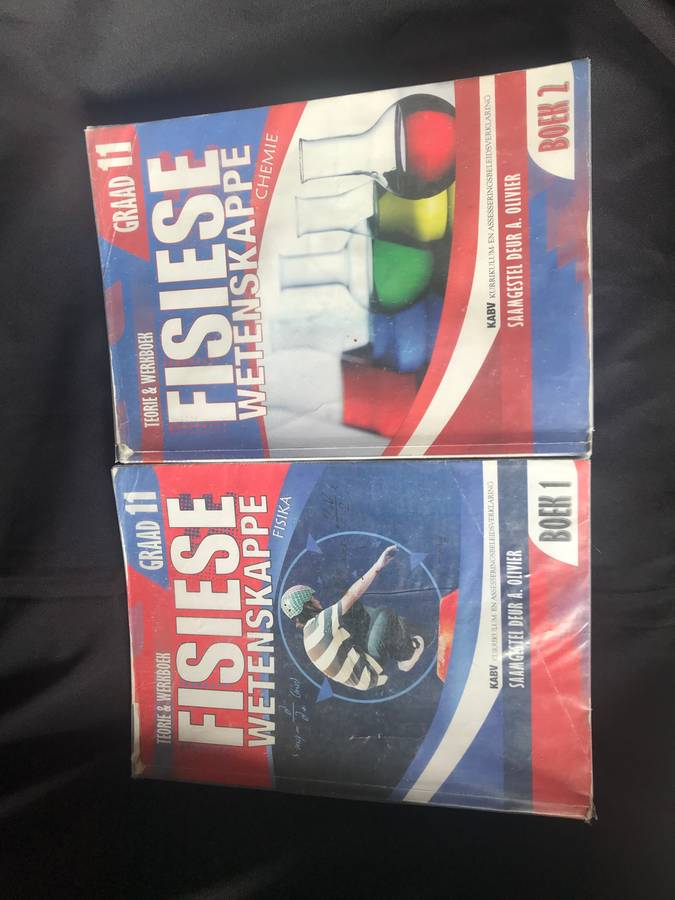 TEORIE & WERKBOEK
GRAAD 11
FISIESE
WETENSKAPPE
FISIKA
KABV KURRIKULUM- EN ASSESSERINGSBELEIDSVERKLARING
SAAMGESTEL DEUR A. OLIVIER
BOEK 1
TEORIE & WERKBOEK
GRAAD 11
FISIESE
WETENSKAPPE
CHEMIE
KABV KURRIKULUM- EN ASSESSERINGSBELEIDSVERKLARING
SAAMGESTEL DEUR A. OLIVIER
BOEK 2